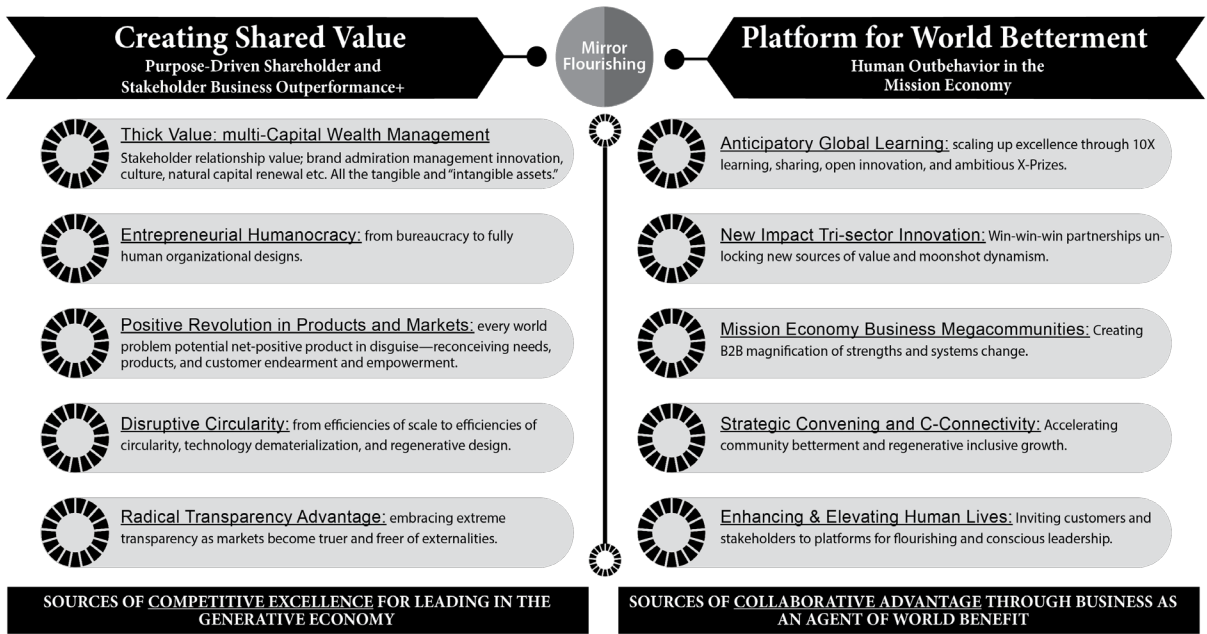 Creating Shared Value
Purpose-Driven Shareholder and
Stakeholder Business Outperformance+
Mirror
Flourishing
Platform for World Betterment
Human Outbehavior in the
Mission Economy
Thick Value: multi-Capital Wealth Management
Stakeholder relationship value; brand admiration management innovation,
culture, natural capital renewal etc. All the tangible and “intangible assets.”
Entrepreneurial Humanocracy: from bureaucracy to fully
human organizational designs.
Positive Revolution in Products and Markets: every world
problem potential net-positive product in disguise—reconceiving needs,
products, and customer endearment and empowerment.
Disruptive Circularity: from efficiencies of scale to efficiencies of
circularity, technology dematerialization, and regenerative design.
Radical Transparency Advantage: embracing extreme
transparency as markets become truer and freer of externalities.
SOURCES OF COMPETITIVE EXCELLENCE FOR LEADING IN THE
GENERATIVE ECONOMY
Anticipatory Global Learning: scaling up excellence through 10X
learning, sharing, open innovation, and ambitious X-Prizes.
New Impact Tri-sector Innovation: Win-win-win partnerships un-
locking new sources of value and moonshot dynamism.
Mission Economy Business Megacommunities: Creating
B2B magnification of strengths and systems change.
Strategic Convening and C-Connectivity: Accelerating
community betterment and regenerative inclusive growth.
Enhancing & Elevating Human Lives: Inviting customers and
stakeholders to platforms for flourishing and conscious leadership.
SOURCES OF COLLABORATIVE ADVANTAGE THROUGH BUSINESS AS
AN AGENT OF WORLD BENEFIT